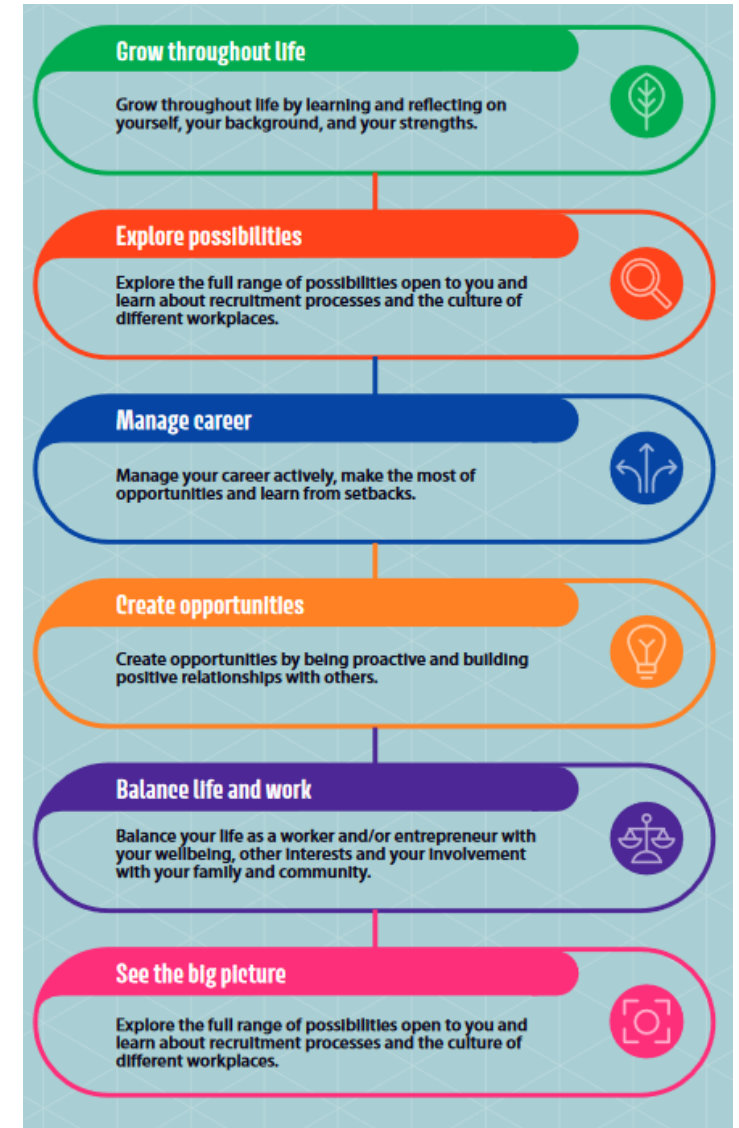 Grow throughout life
Grow throughout life by learning and reflecting on
yourself, your background, and your strengths.
Explore possibilities
Explore the full range of possibilities open to you and
learn about recruitment processes and the culture of
different workplaces.
Manage career
Manage your career actively, make the most of
opportunities and learn from setbacks.
Create opportunities
Create opportunities by being proactive and building
positive relationships with others.
Balance life and work
Balance your life as a worker and/or entrepreneur with
your wellbeing, other interests and your involvement
with your family and community.
See the big picture
Explore the full range of possibilities open to you and
learn about recruitment processes and the culture of
different workplaces.